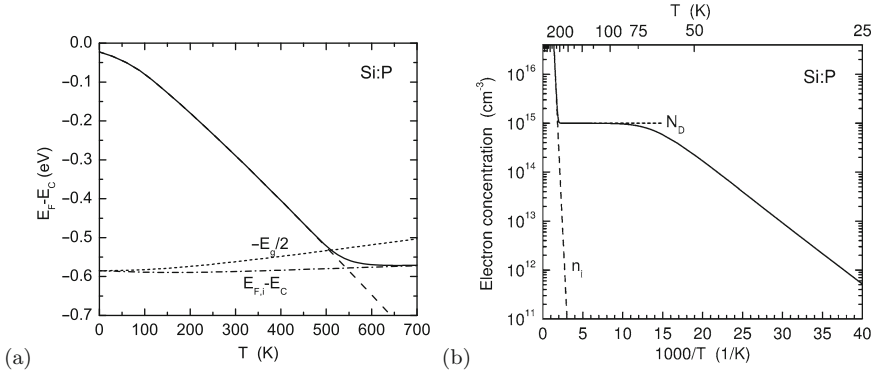 0.0
−0.1
−0.2
−0.3
−0.4
−0.5
−0.6
−0.7
E_F-E_C (eV)
Si:P
−E_g/2
E_F,i−E_C
0 100 200 300 400 500 600 700
T (K)
(a)
T (K)
200 100 75 50 25
10^16
10^15
10^14
10^13
10^12
10^11
Electron concentration (cm^-3)
Si:P
N_D
n_i
0 5 10 15 20 25 30 35 40
1000/T (1/K)
(b)